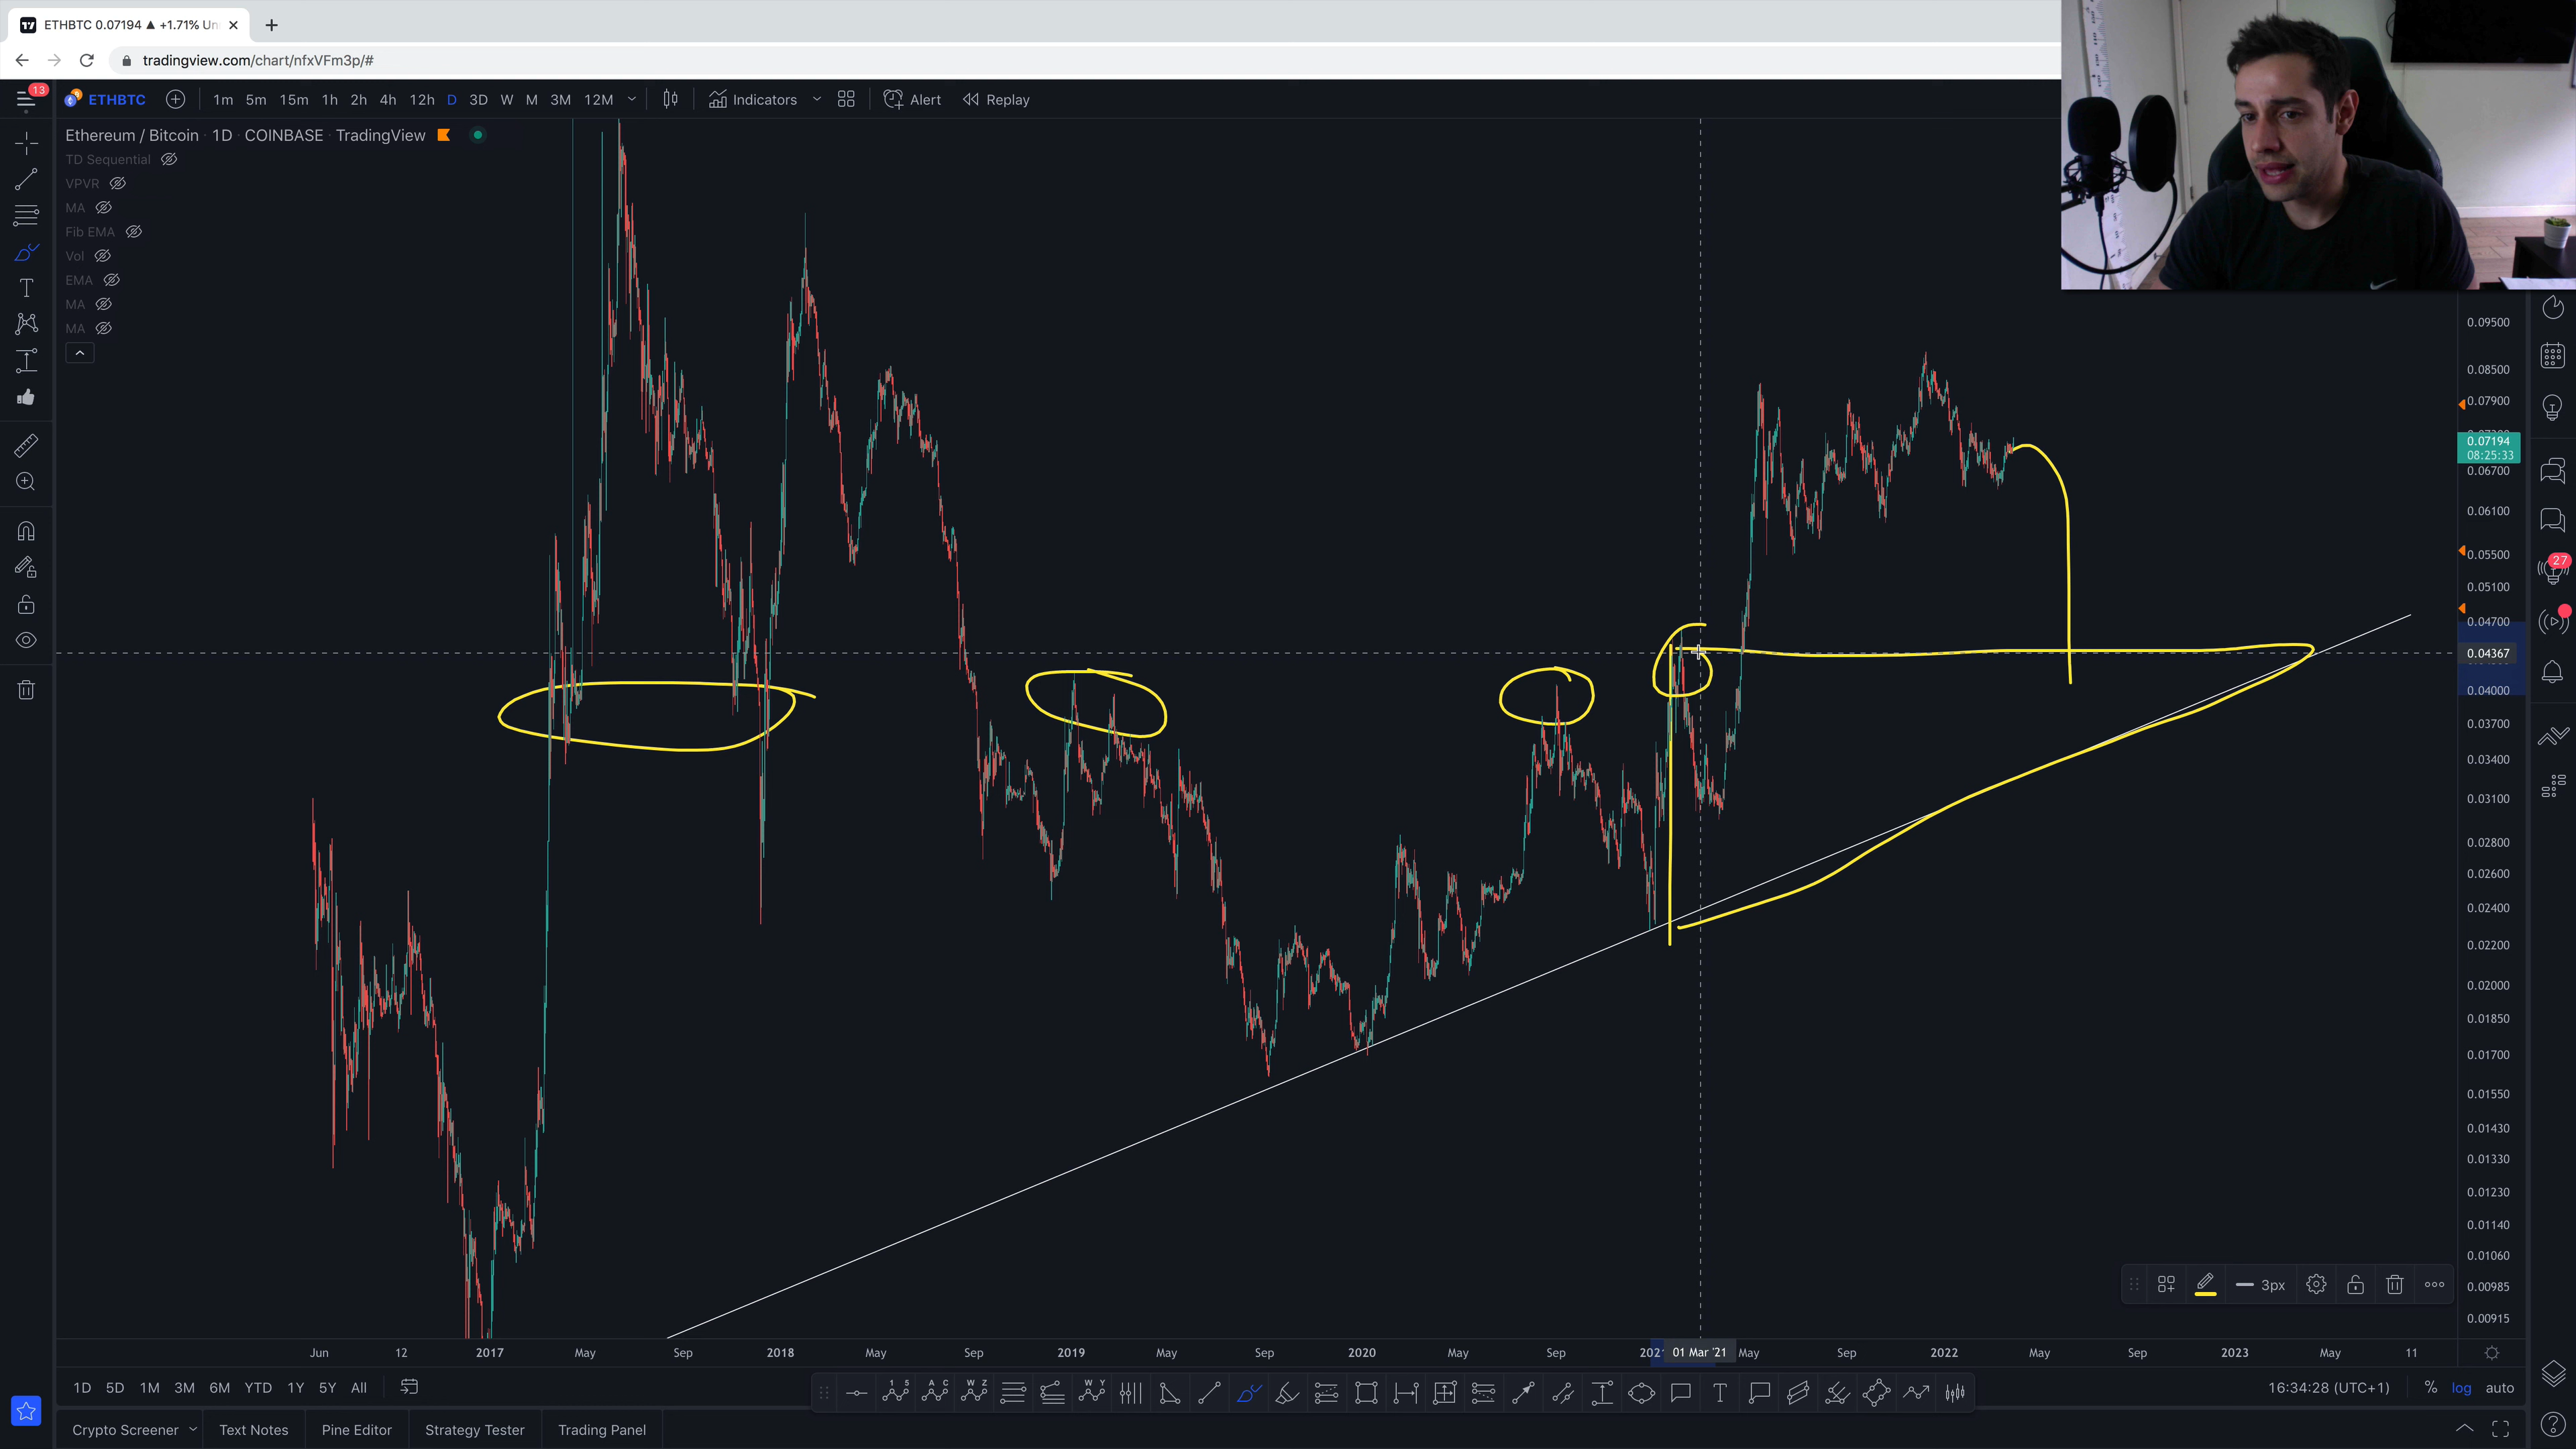 ETHBTC 0.07194 ▲ +1.71% Un
tradingview.com/chart/nfxVFm3p/#
13
ETHBTC 1m 5m 15m 1h 2h 4h 12h D 3D W M 3M 12M Indicators Alert Replay
Ethereum / Bitcoin · 1D · COINBASE · TradingView
TD Sequential
VPVR
MA
Fib EMA
Vol
EMA
MA
MA
0.09500
0.08500
0.07900
0.07194
08:25:33
0.06700
0.06100
0.05500
0.05100
0.04700
0.04367
0.04000
0.03700
0.03400
0.03100
0.02800
0.02600
0.02400
0.02200
0.02000
0.01850
0.01700
0.01550
0.01430
0.01330
0.01230
0.01140
0.01060
0.00985
0.00915
27
3px
Jun 12 2017 May Sep 2018 May Sep 2019 May Sep 2020 May Sep 2021 01 Mar '21 May Sep 2022 May Sep 2023 May 11
1D 5D 1M 3M 6M YTD 1Y 5Y All
16:34:28 (UTC+1) % log auto
Crypto Screener Text Notes Pine Editor Strategy Tester Trading Panel